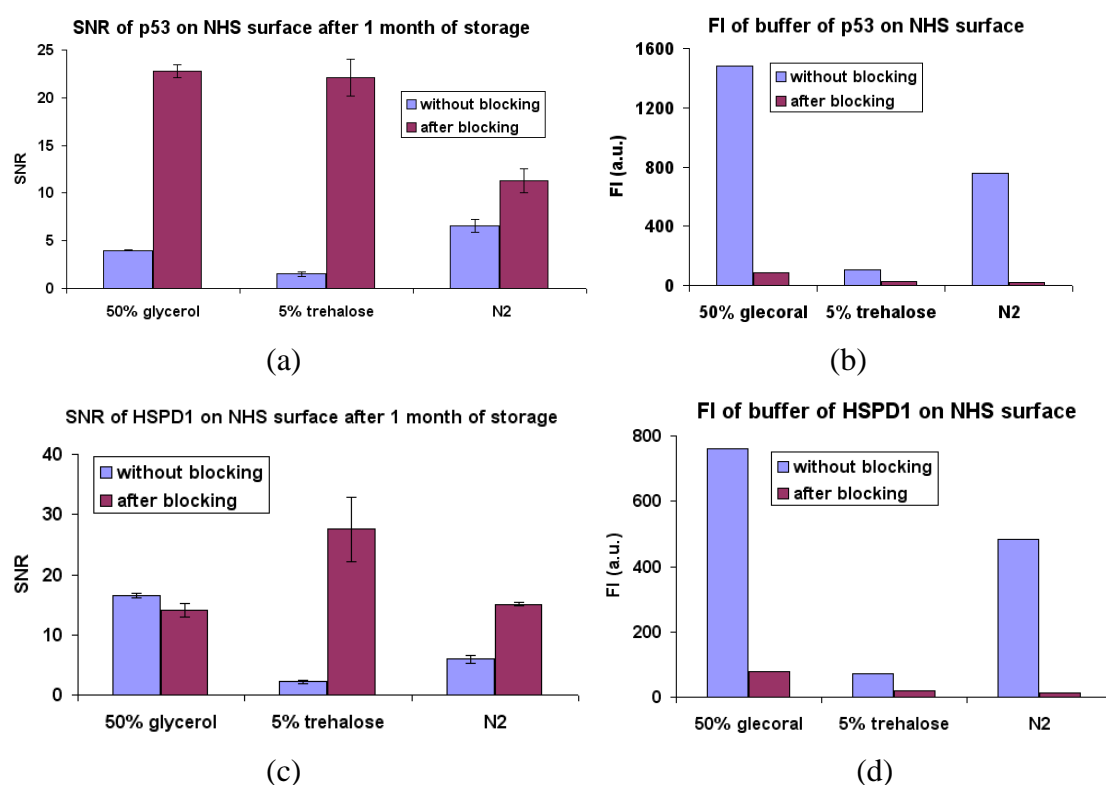 SNR of p53 on NHS surface after 1 month of storage
25
20
15
10
5
0
SNR
without blocking
after blocking
50% glycerol
5% trehalose
N2
(a)
FI of buffer of p53 on NHS surface
1600
1200
800
400
0
FI (a.u.)
without blocking
after blocking
50% glecoral
5% trehalose
N2
(b)
SNR of HSPD1 on NHS surface after 1 month of storage
40
30
20
10
0
SNR
without blocking
after blocking
50% glycerol
5% trehalose
N2
(c)
FI of buffer of HSPD1 on NHS surface
800
600
400
200
0
FI (a.u.)
without blocking
after blocking
50% glecoral
5% trehalose
N2
(d)